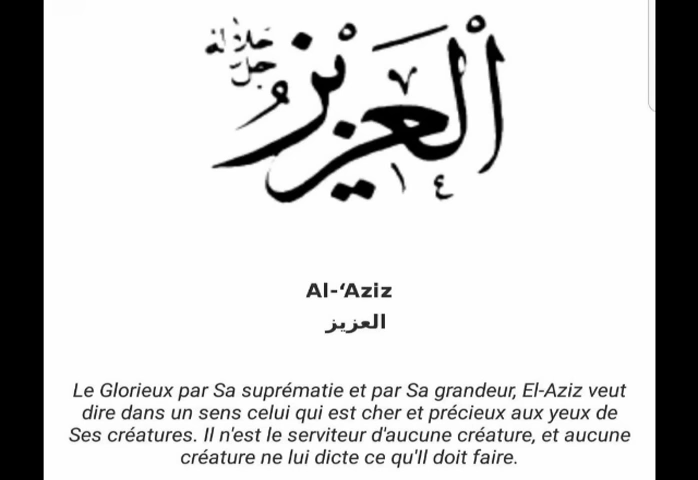 العزيز
جل جلاله
Al-‘Aziz
العزيز
Le Glorieux par Sa suprématie et par Sa grandeur, El-Aziz veut
dire dans un sens celui qui est cher et précieux aux yeux de
Ses créatures. Il n'est le serviteur d'aucune créature, et aucune
créature ne lui dicte ce qu'Il doit faire.